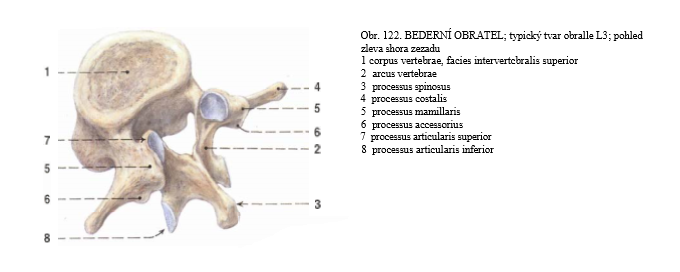 Obr. 122. BEDERNÍ OBRATEL; typický tvar obralle L3; pohled
zleva shora zezadu
1 corpus vertebrae, facies intervertebralis superior
2 arcus vertebrae
3 processus spinosus
4 processus costalis
5 processus mamillaris
6 processus accessorius
7 processus articularis superior
8 processus articularis inferior
1
4
5
6
7
2
5
6
3
8